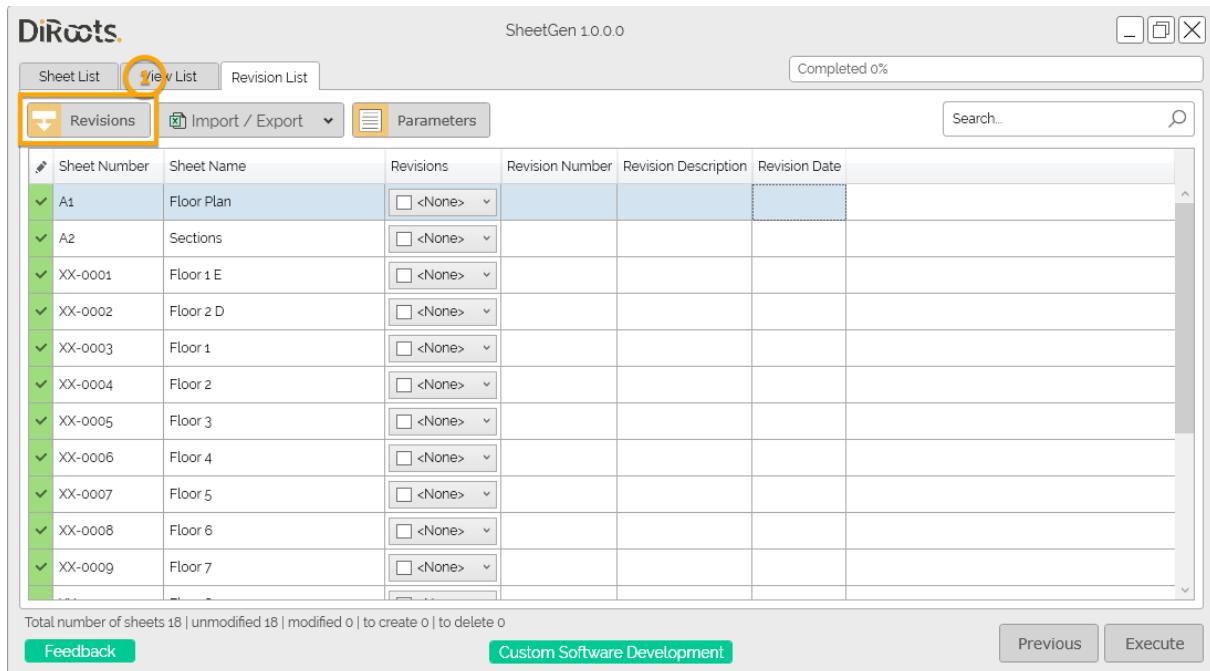 DiRoots.
SheetGen 1.0.0.0
Sheet List
1
View List
Revision List
Completed 0%
Revisions
Import / Export
Parameters
Search...
Sheet Number Sheet Name Revisions Revision Number Revision Description Revision Date
A1 Floor Plan <None>
A2 Sections <None>
XX-0001 Floor 1 E <None>
XX-0002 Floor 2 D <None>
XX-0003 Floor 1 <None>
XX-0004 Floor 2 <None>
XX-0005 Floor 3 <None>
XX-0006 Floor 4 <None>
XX-0007 Floor 5 <None>
XX-0008 Floor 6 <None>
XX-0009 Floor 7 <None>
Total number of sheets 18 | unmodified 18 | modified 0 | to create 0 | to delete 0
Feedback
Custom Software Development
Previous
Execute